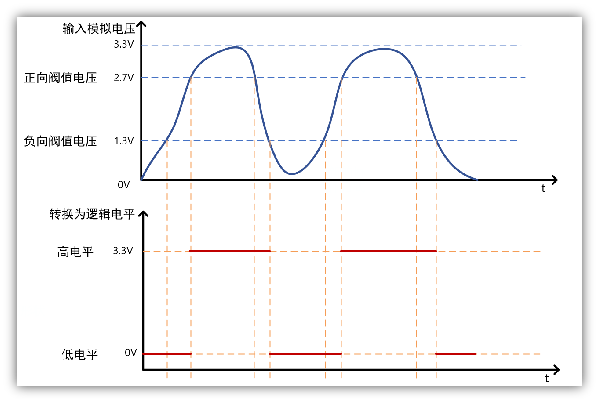 输入模拟电压
3.3V
正向阀值电压 2.7V
负向阀值电压 1.3V
0V
t
转换为逻辑电平
高电平 3.3V
低电平 0V
t